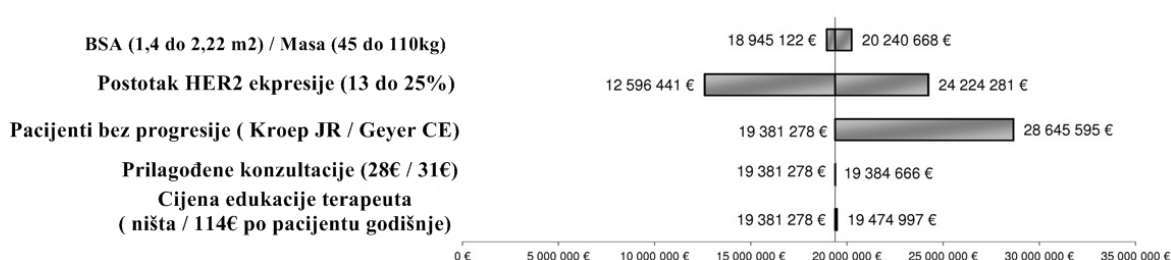 BSA (1,4 do 2,22 m2) / Masa (45 do 110kg)
18 945 122 €
20 240 668 €
Postotak HER2 ekpresije (13 do 25%)
12 596 441 €
24 224 281 €
Pacijenti bez progresije ( Kroep JR / Geyer CE)
19 381 278 €
28 645 595 €
Prilagođene konzultacije (28€ / 31€)
19 381 278 €
19 384 666 €
Cijena edukacije terapeuta
( ništa / 114€ po pacijentu godišnje)
19 381 278 €
19 474 997 €
0 €
5 000 000 €
10 000 000 €
15 000 000 €
20 000 000 €
25 000 000 €
30 000 000 €
35 000 000 €